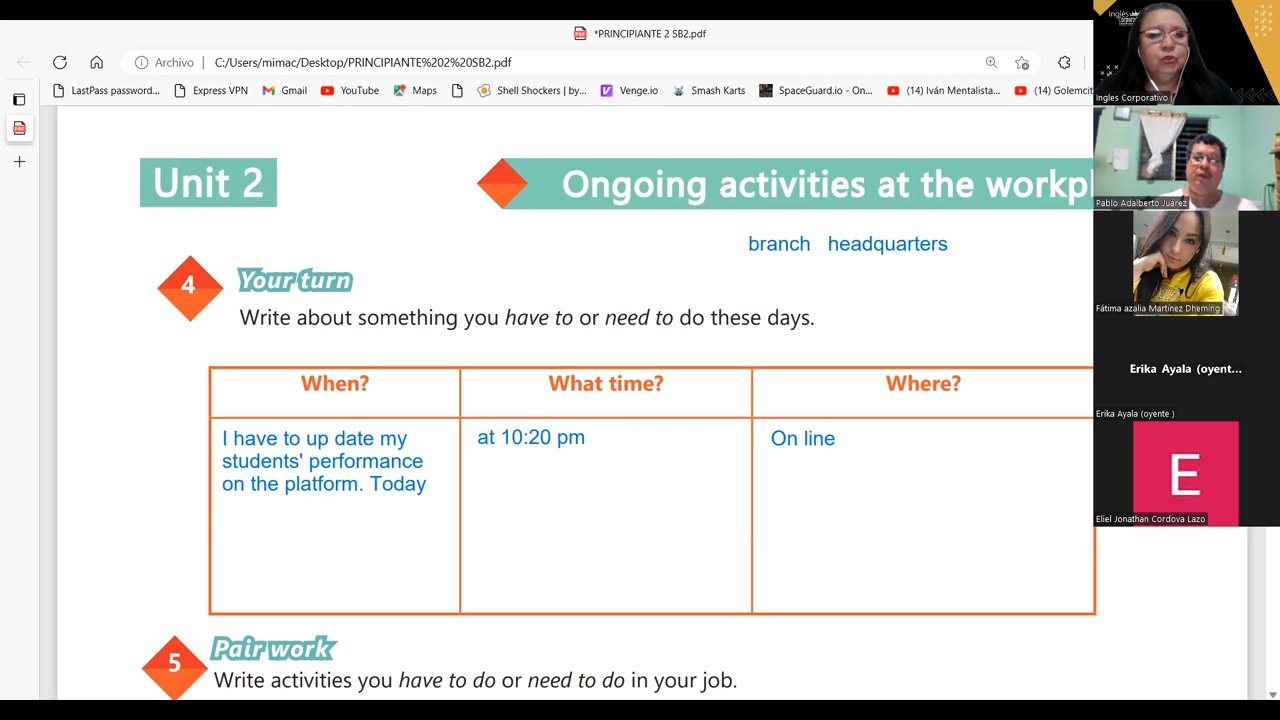 *PRINCIPIANTE 2 SB2.pdf
Archivo C:/Users/mimac/Desktop/PRINCIPIANTE%202%20SB2.pdf
LastPass password... Express VPN Gmail YouTube Maps Shell Shockers | by... Venge.io Smash Karts SpaceGuard.io - On... (14) Iván Mentalista... (14) Golemcit
Unit 2
Ongoing activities at the workpl
branch headquarters
4
Your turn
Write about something you have to or need to do these days.
When? What time? Where?
I have to up date my
students' performance
on the platform. Today
at 10:20 pm
On line
5
Pair work
Write activities you have to do or need to do in your job.
Inglés
Ingles Corporativo
Pablo Adalberto Juárez
Fátima azalia Martínez Dheming
Erika Ayala (oyent...
Erika Ayala (oyente )
E
Eliel Jonathan Cordova Lazo